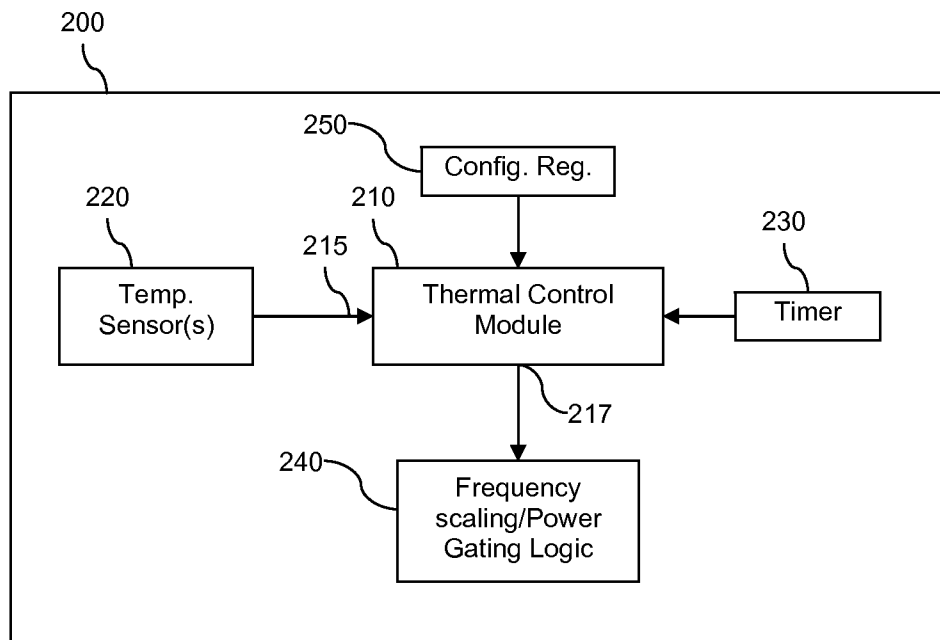 200
250
Config. Reg.
220
210
230
215
Temp.
Sensor(s)
Thermal Control
Module
Timer
217
240
Frequency
scaling/Power
Gating Logic